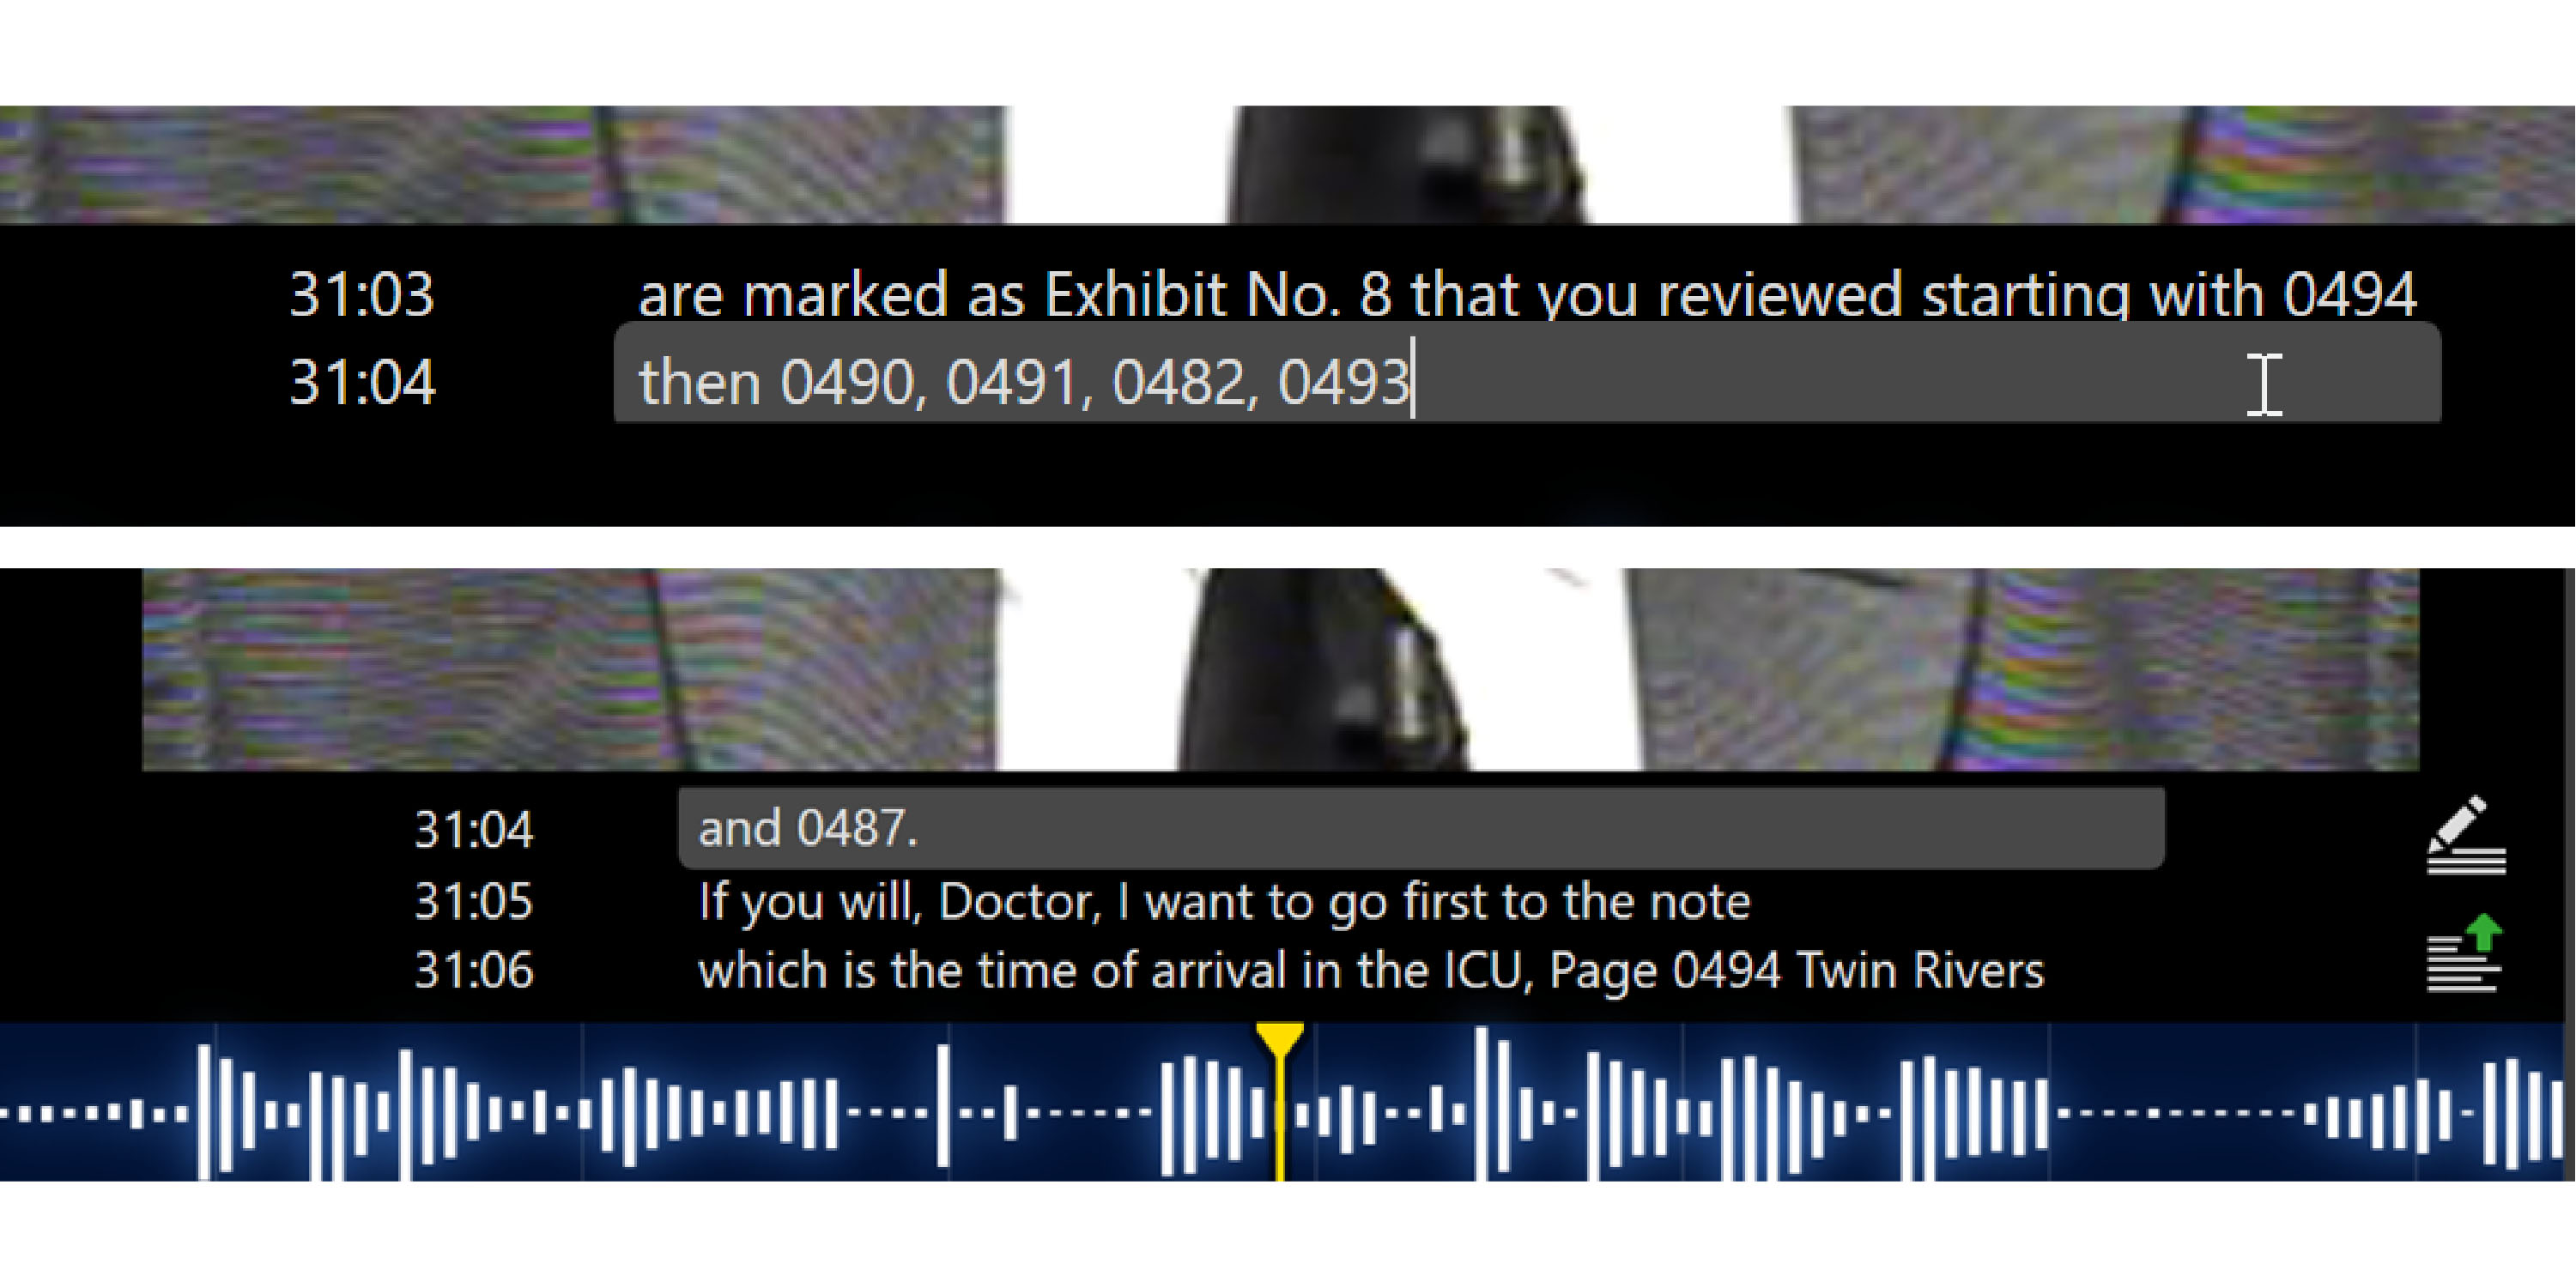 31:03 are marked as Exhibit No. 8 that you reviewed starting with 0494
31:04 then 0490, 0491, 0482, 0493
31:04 and 0487.
31:05 If you will, Doctor, I want to go first to the note
31:06 which is the time of arrival in the ICU, Page 0494 Twin Rivers